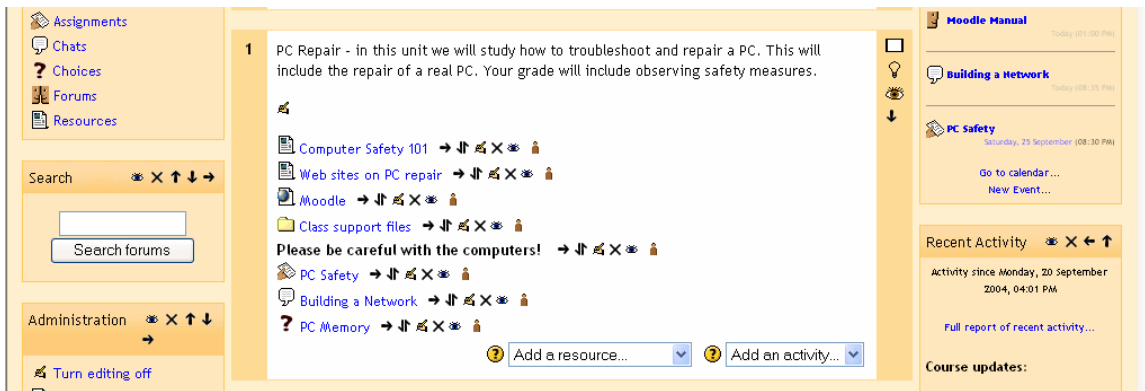 Assignments
Chats
? Choices
Forums
Resources
Search
Search forums
Administration
Turn editing off
1 PC Repair - in this unit we will study how to troubleshoot and repair a PC. This will
include the repair of a real PC. Your grade will include observing safety measures.
Computer Safety 101
Web sites on PC repair
Moodle
Class support files
Please be careful with the computers!
PC Safety
Building a Network
? PC Memory
? Add a resource... ? Add an activity...
Moodle Manual
Today (01:00 PM)
Building a Network
Today (08:35 PM)
PC Safety
Saturday, 25 September (08:30 PM)
Go to calendar...
New Event...
Recent Activity
Activity since Monday, 20 September
2004, 04:01 PM
Full report of recent activity...
Course updates: